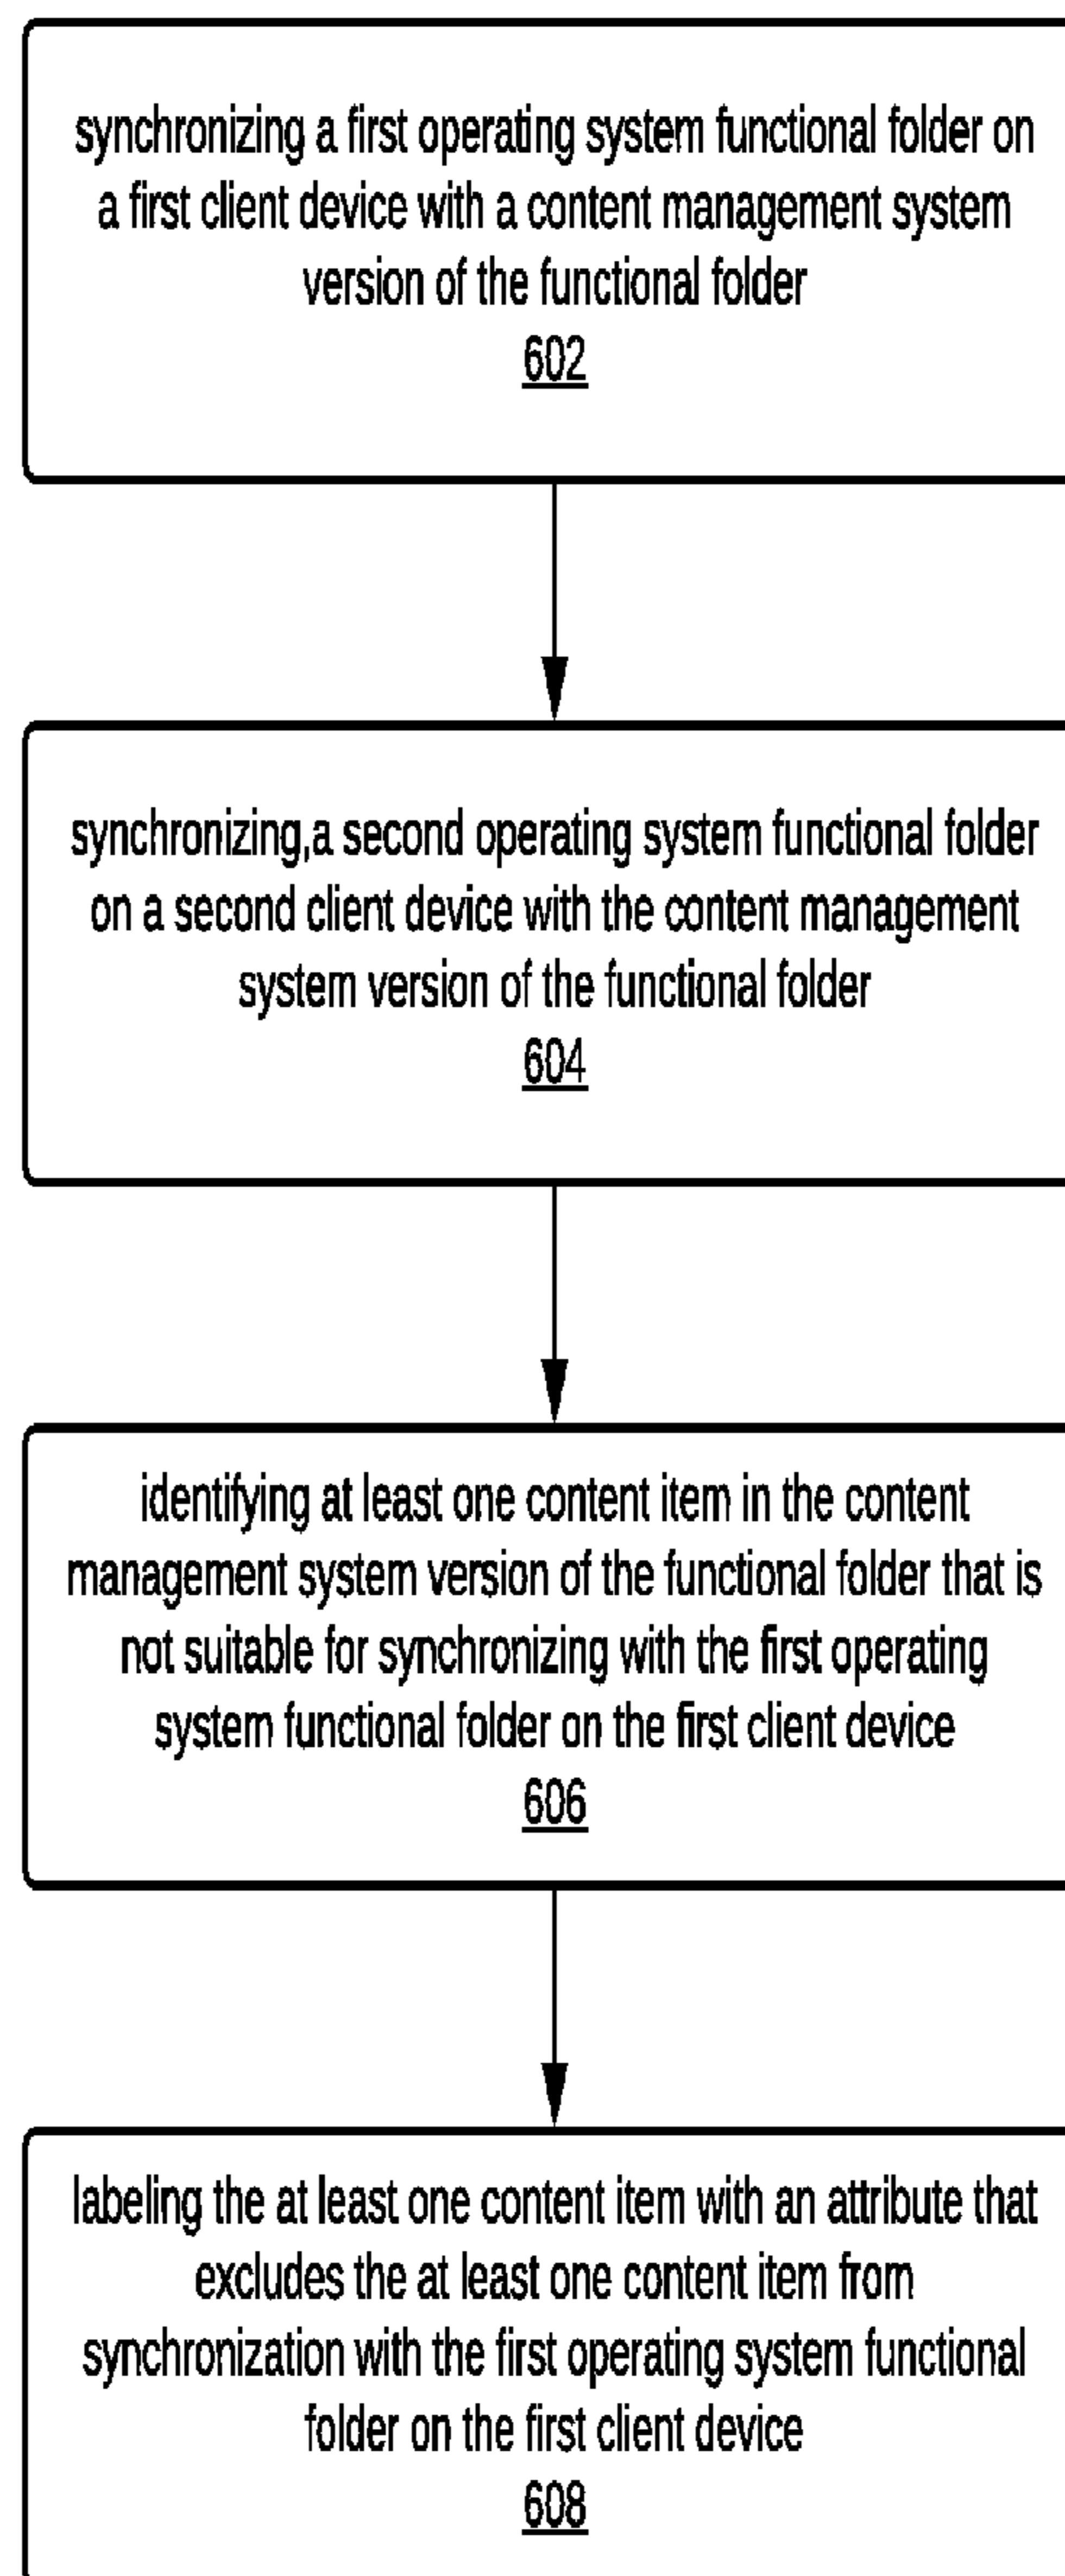 synchronizing a first operating system functional folder on
a first client device with a content management system
version of the functional folder
602
synchronizing,a second operating system functional folder
on a second client device with the content management
system version of the functional folder
604
identifying at least one content item in the content
management system version of the functional folder that is
not suitable for synchronizing with the first operating
system functional folder on the first client device
606
labeling the at least one content item with an attribute that
excludes the at least one content item from
synchronization with the first operating system functional
folder on the first client device
608